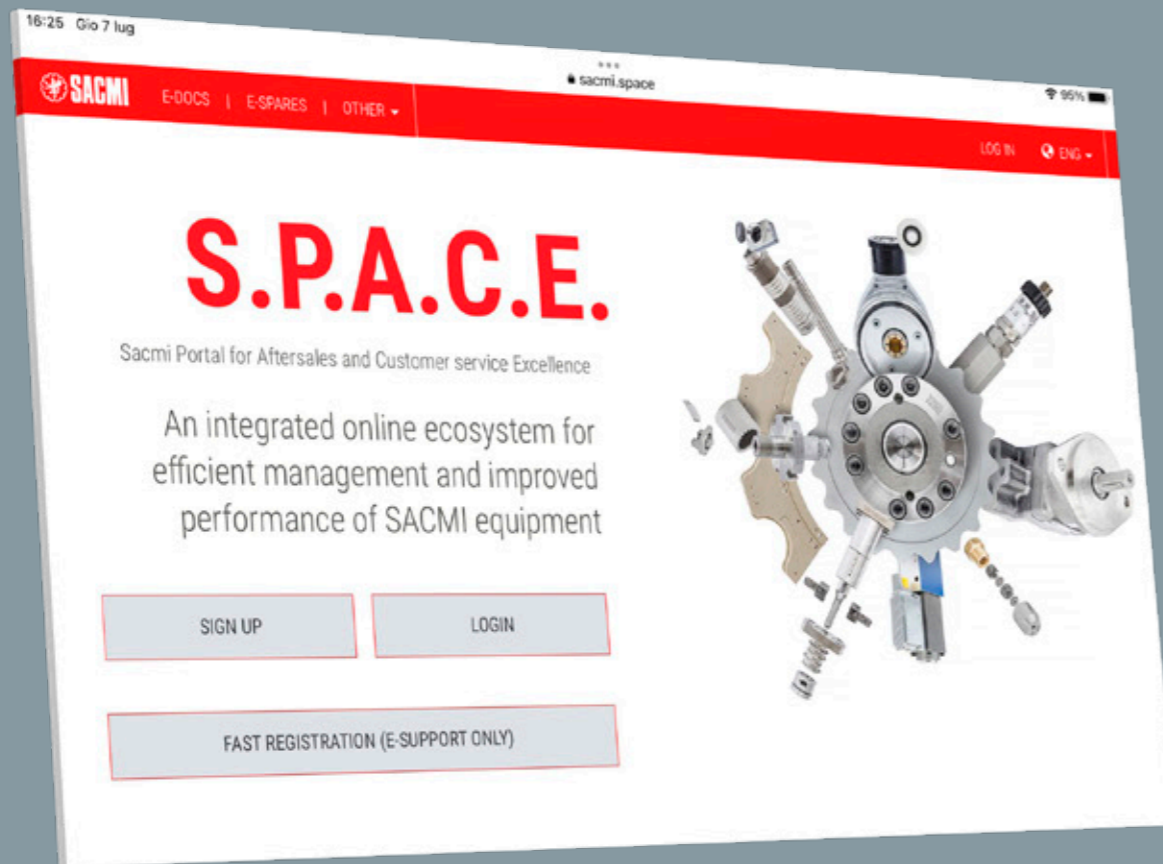 16:25 Gio 7 lug
sacmi.space
95%
SACMI E-DOCS | E-SPARES | OTHER
LOG IN ENG
S.P.A.C.E.
Sacmi Portal for Aftersales and Customer service Excellence
An integrated online ecosystem for
efficient management and improved
performance of SACMI equipment
SIGN UP LOGIN
FAST REGISTRATION (E-SUPPORT ONLY)